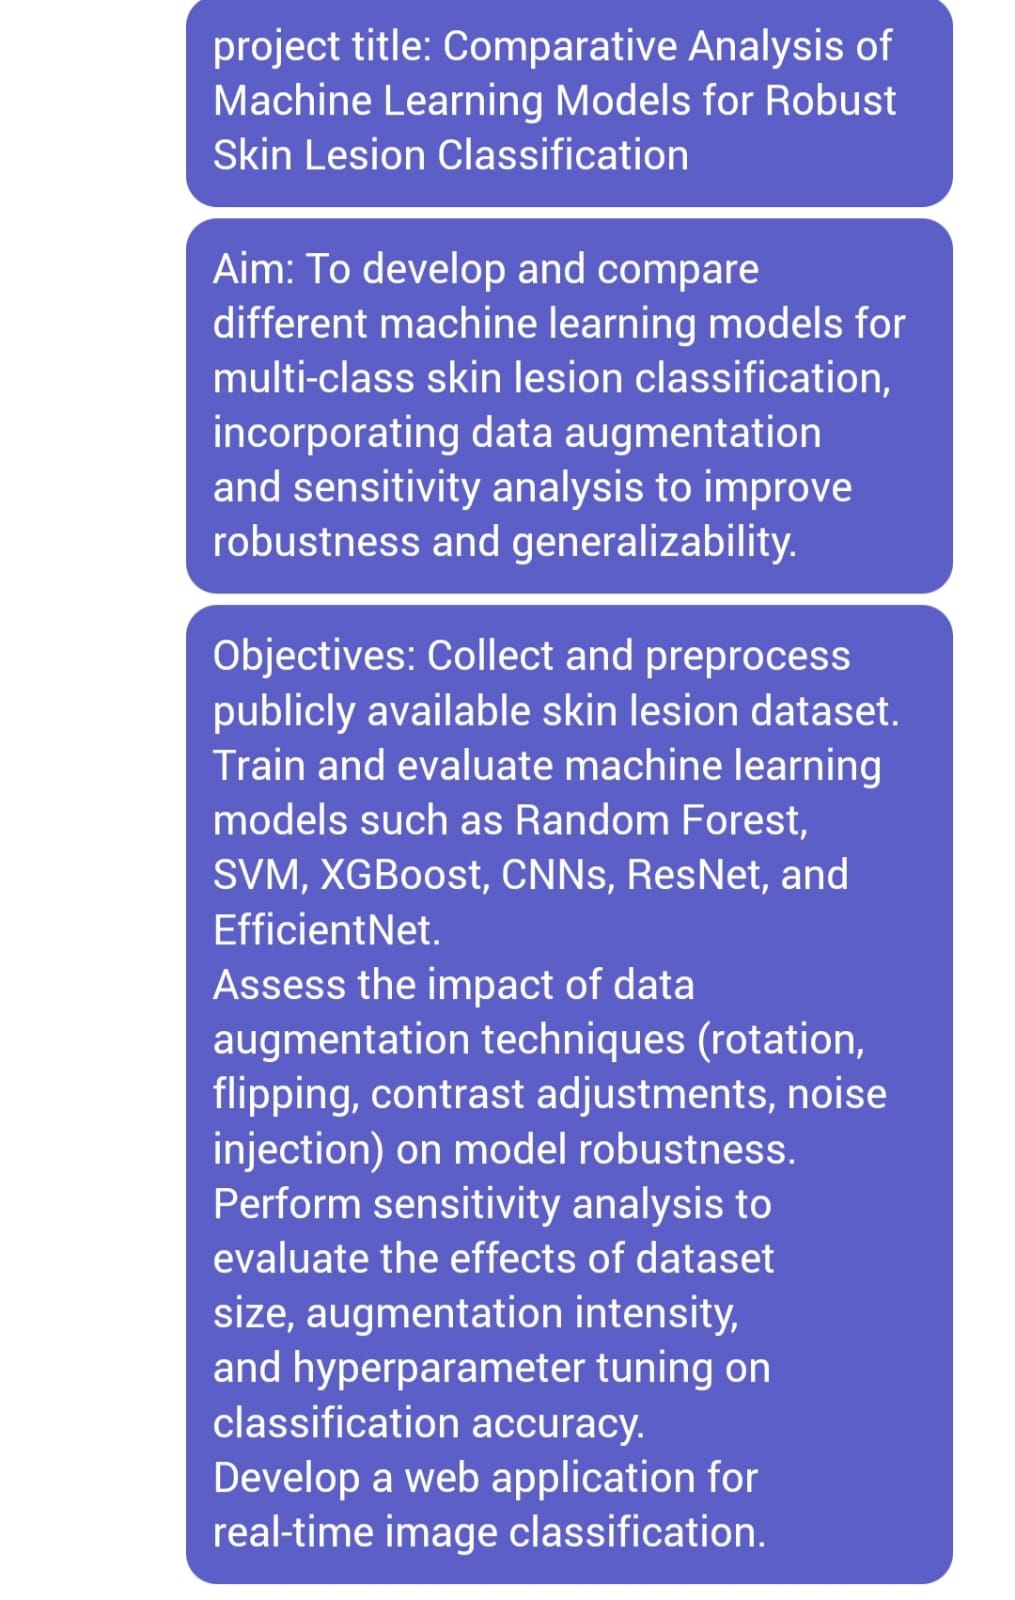 project title: Comparative Analysis of
Machine Learning Models for Robust
Skin Lesion Classification
Aim: To develop and compare
different machine learning models for
multi-class skin lesion classification,
incorporating data augmentation
and sensitivity analysis to improve
robustness and generalizability.
Objectives: Collect and preprocess
publicly available skin lesion dataset.
Train and evaluate machine learning
models such as Random Forest,
SVM, XGBoost, CNNs, ResNet, and
EfficientNet.
Assess the impact of data
augmentation techniques (rotation,
flipping, contrast adjustments, noise
injection) on model robustness.
Perform sensitivity analysis to
evaluate the effects of dataset
size, augmentation intensity,
and hyperparameter tuning on
classification accuracy.
Develop a web application for
real-time image classification.